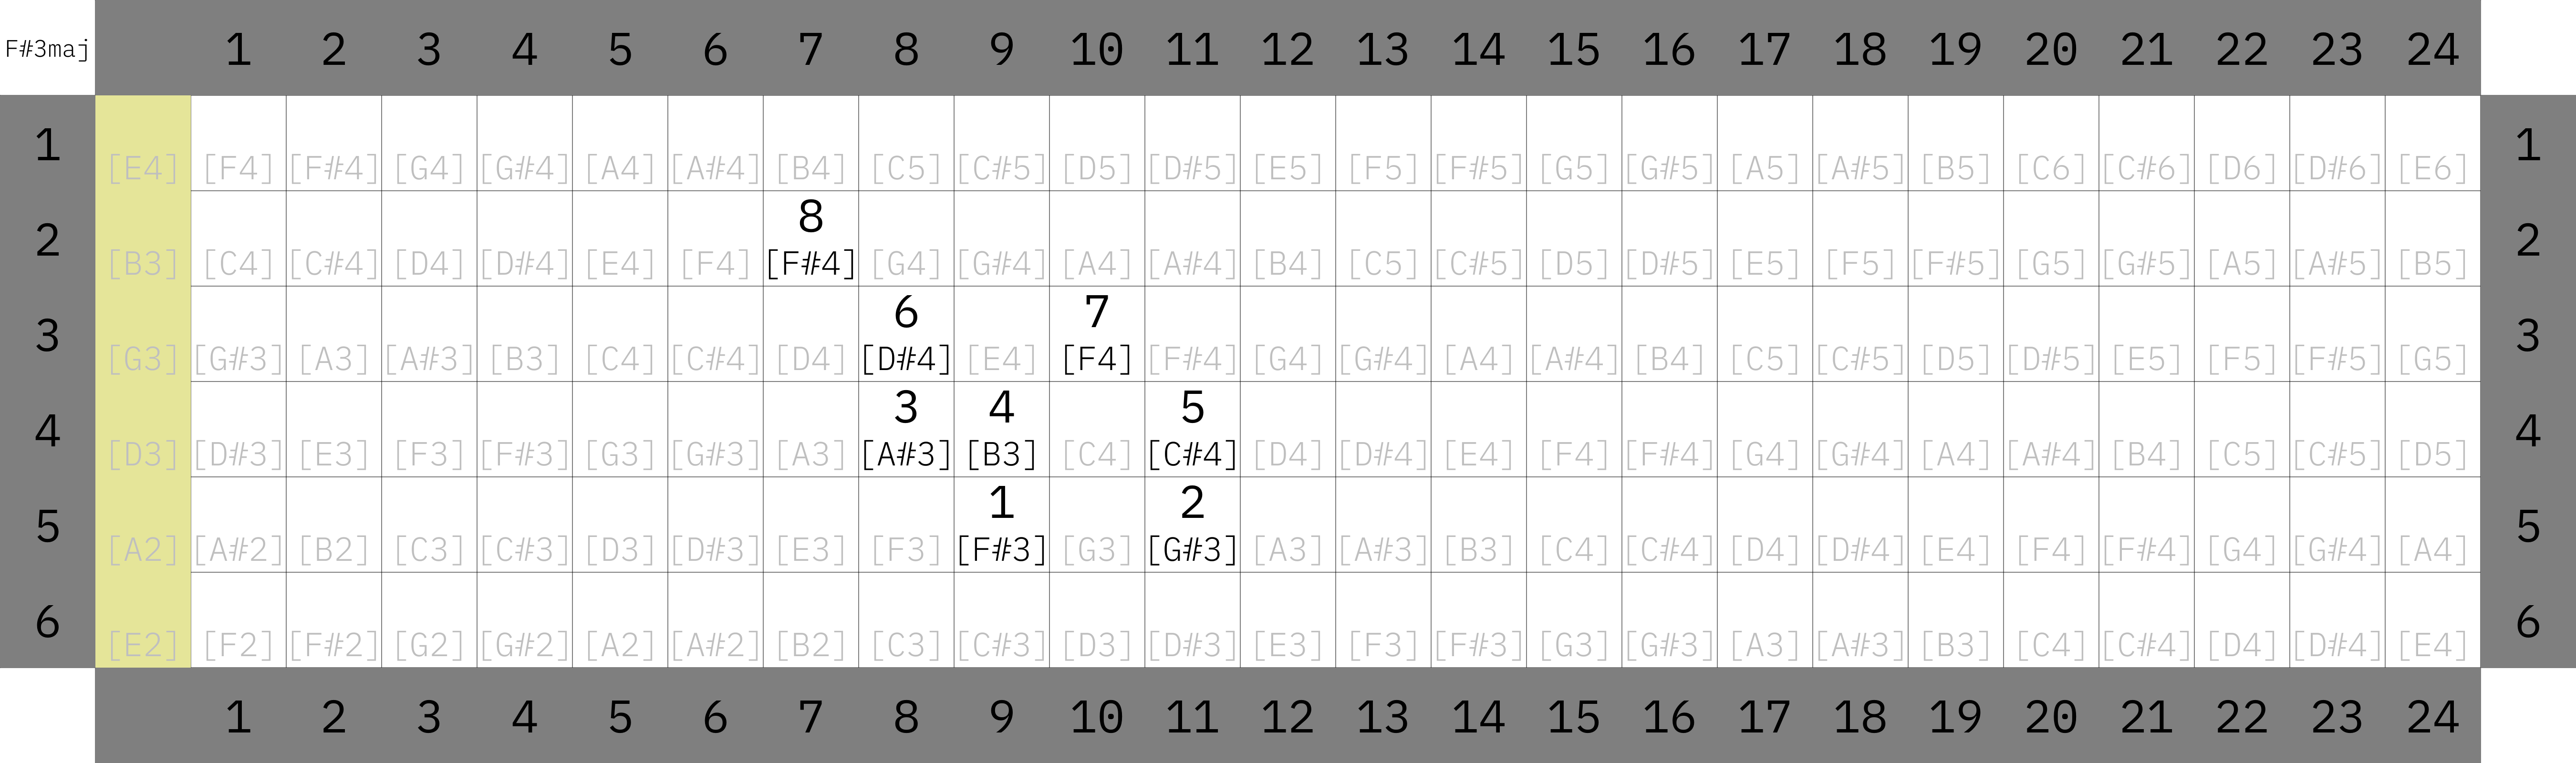 F#3maj 1 2 3 4 5 6 7 8 9 10 11 12 13 14 15 16 17 18 19 20 21 22 23 24
1 [E4] [F4] [F#4] [G4] [G#4] [A4] [A#4] [B4] [C5] [C#5] [D5] [D#5] [E5] [F5] [F#5] [G5] [G#5] [A5] [A#5] [B5] [C6] [C#6] [D6] [D#6] [E6] 1
8
2 [B3] [C4] [C#4] [D4] [D#4] [E4] [F4] [F#4] [G4] [G#4] [A4] [A#4] [B4] [C5] [C#5] [D5] [D#5] [E5] [F5] [F#5] [G5] [G#5] [A5] [A#5] [B5] 2
6 7
3 [G3] [G#3] [A3] [A#3] [B3] [C4] [C#4] [D4] [D#4] [E4] [F4] [F#4] [G4] [G#4] [A4] [A#4] [B4] [C5] [C#5] [D5] [D#5] [E5] [F5] [F#5] [G5] 3
3 4 5
4 [D3] [D#3] [E3] [F3] [F#3] [G3] [G#3] [A3] [A#3] [B3] [C4] [C#4] [D4] [D#4] [E4] [F4] [F#4] [G4] [G#4] [A4] [A#4] [B4] [C5] [C#5] [D5] 4
1 2
5 [A2] [A#2] [B2] [C3] [C#3] [D3] [D#3] [E3] [F3] [F#3] [G3] [G#3] [A3] [A#3] [B3] [C4] [C#4] [D4] [D#4] [E4] [F4] [F#4] [G4] [G#4] [A4] 5
6 [E2] [F2] [F#2] [G2] [G#2] [A2] [A#2] [B2] [C3] [C#3] [D3] [D#3] [E3] [F3] [F#3] [G3] [G#3] [A3] [A#3] [B3] [C4] [C#4] [D4] [D#4] [E4] 6
1 2 3 4 5 6 7 8 9 10 11 12 13 14 15 16 17 18 19 20 21 22 23 24